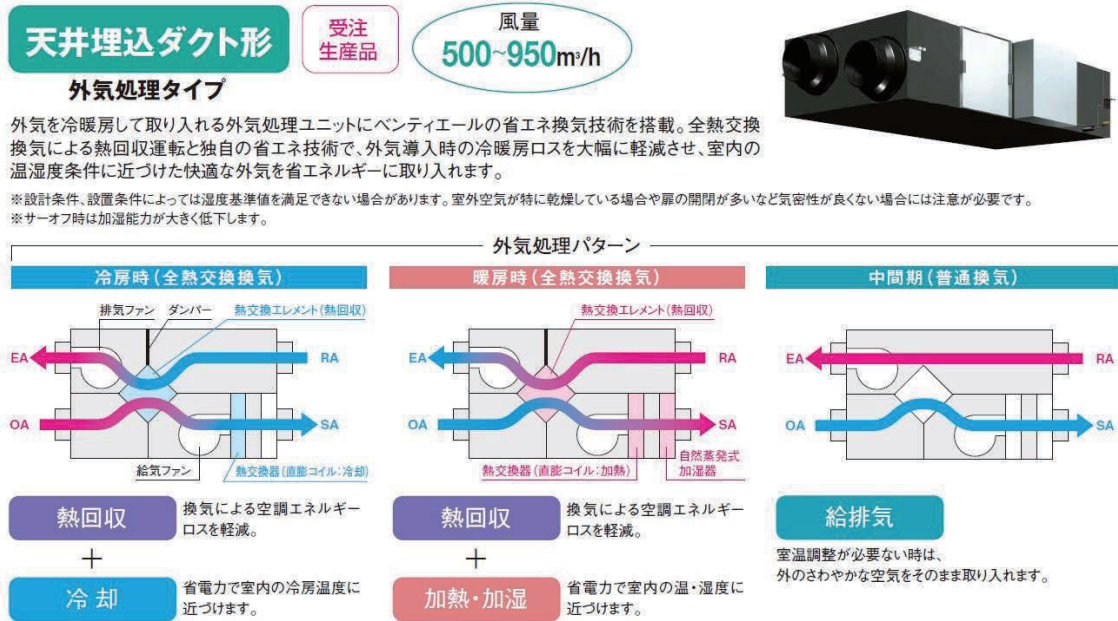 天井埋込ダクト形
受注
生産品
風量
500~950m³/h
外気処理タイプ
外気を冷暖房して取り入れる外気処理ユニットにベンティエールの省エネ換気技術を搭載。全熱交換
換気による熱回収運転と独自の省エネ技術で、外気導入時の冷暖房ロスを大幅に軽減させ、室内の
温湿度条件に近づけた快適な外気を省エネルギーに取り入れます。
※設計条件、設置条件によっては湿度基準値を満足できない場合があります。室外空気が特に乾燥している場合や扉の開閉が多いなど気密性が良くない場合には注意が必要です。
※サーオフ時は加湿能力が大きく低下します。
外気処理パターン
冷房時(全熱交換換気)
排気ファン ダンパー 熱交換エレメント(熱回収)
EA RA
OA SA
給気ファン 熱交換器(直膨コイル:冷却)
熱回収 換気による空調エネルギー
ロスを軽減。
+
冷却 省電力で室内の冷房温度に
近づけます。
暖房時(全熱交換換気)
熱交換エレメント(熱回収)
EA RA
OA SA
熱交換器(直膨コイル:加熱) 自然蒸発式
加湿器
熱回収 換気による空調エネルギー
ロスを軽減。
+
加熱・加湿 省電力で室内の温・湿度に
近づけます。
中間期(普通換気)
EA RA
OA SA
給排気
室温調整が必要ない時は、
外のさわやかな空気をそのまま取り入れます。